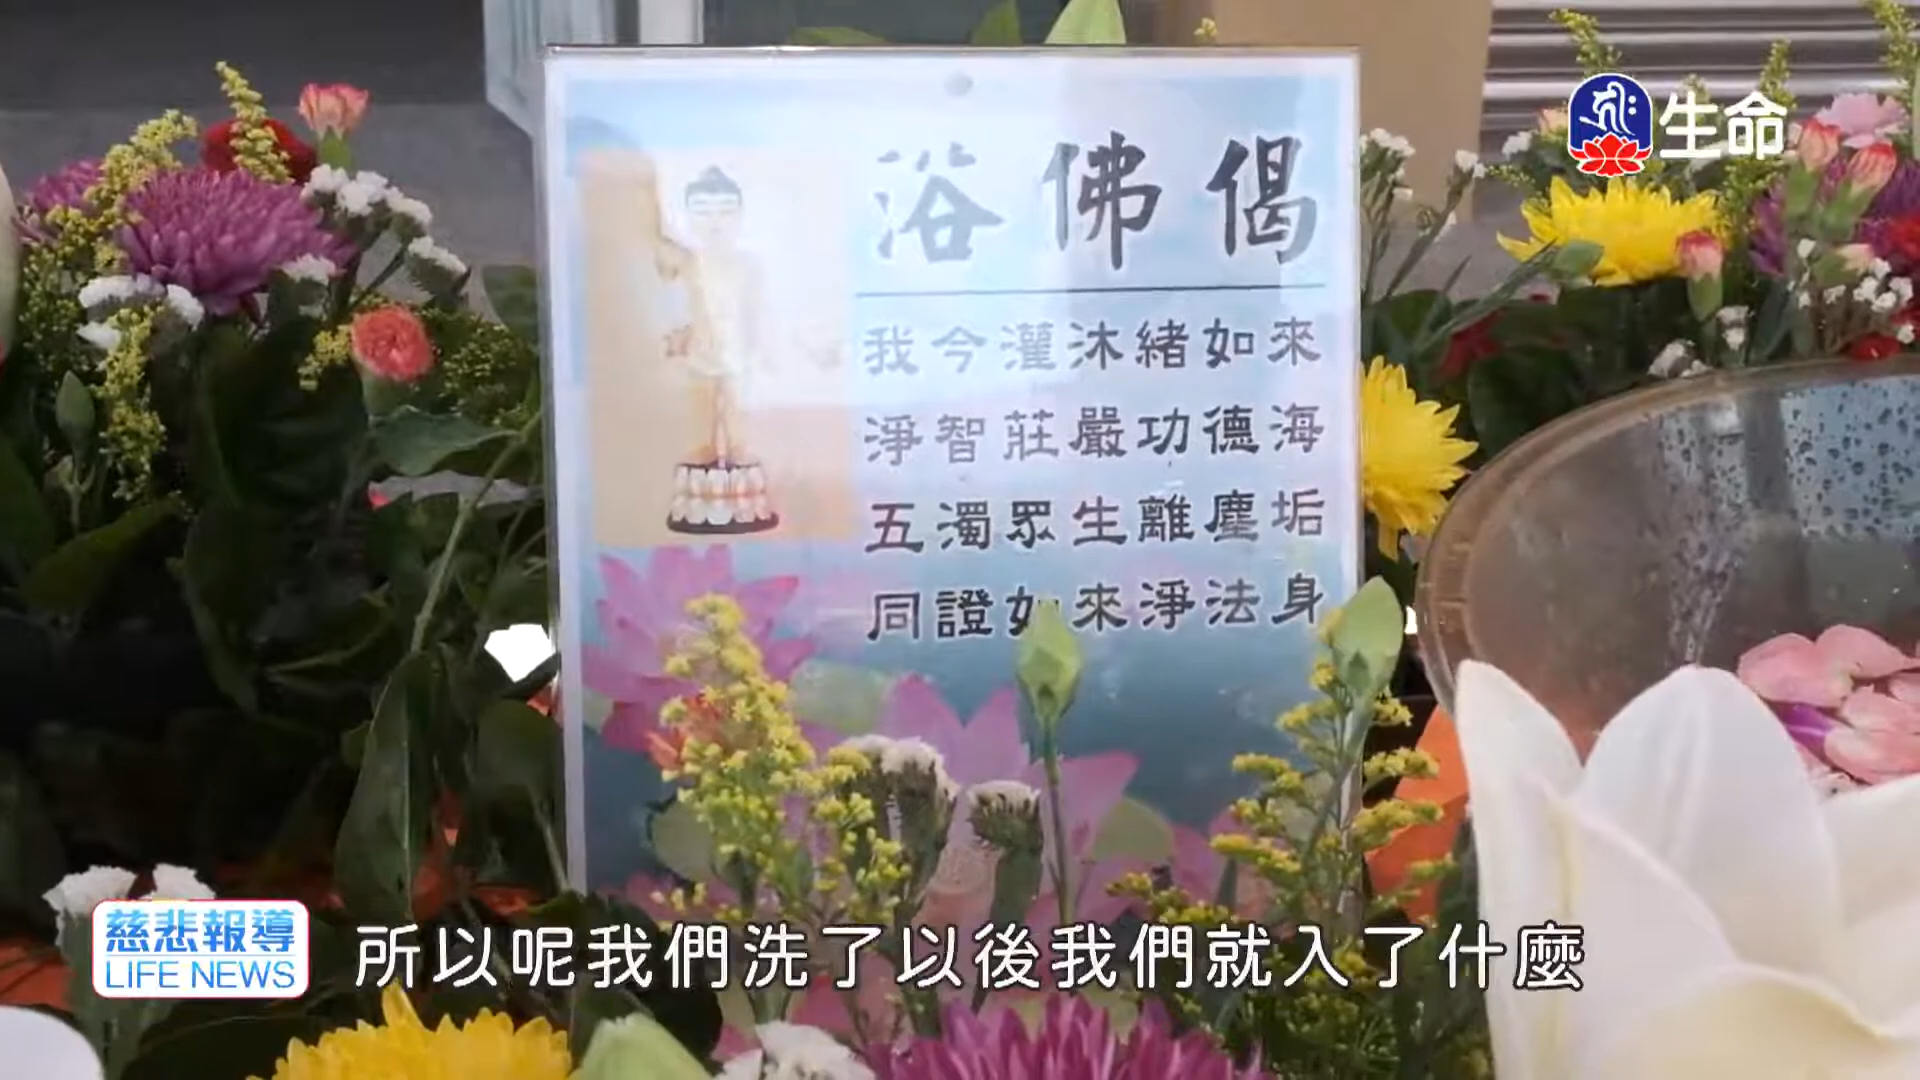 生命
浴佛偈
我今灌沐緒如來
淨智莊嚴功德海
五濁眾生離塵垢
同證如來淨法身
慈悲報導
LIFE NEWS
所以呢我們洗了以後我們就入了什麼